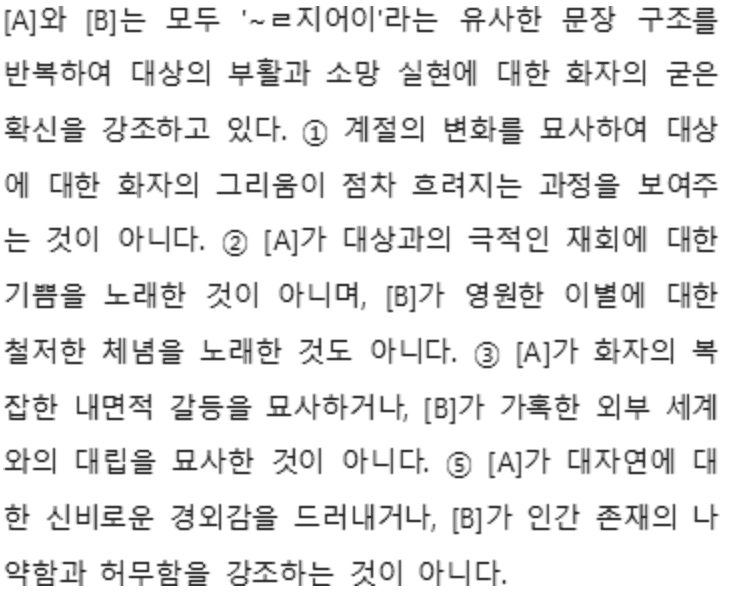 [A]와 [B]는 모두 '~ㄹ지어이'라는 유사한 문장 구조를
반복하여 대상의 부활과 소망 실현에 대한 화자의 굳은
확신을 강조하고 있다. ① 계절의 변화를 묘사하여 대상
에 대한 화자의 그리움이 점차 흐려지는 과정을 보여주
는 것이 아니다. ② [A]가 대상과의 극적인 재회에 대한
기쁨을 노래한 것이 아니며, [B]가 영원한 이별에 대한
철저한 체념을 노래한 것도 아니다. ③ [A]가 화자의 복
잡한 내면적 갈등을 묘사하거나, [B]가 가혹한 외부 세계
와의 대립을 묘사한 것이 아니다. ⑤ [A]가 대자연에 대
한 신비로운 경외감을 드러내거나, [B]가 인간 존재의 나
약함과 허무함을 강조하는 것이 아니다.